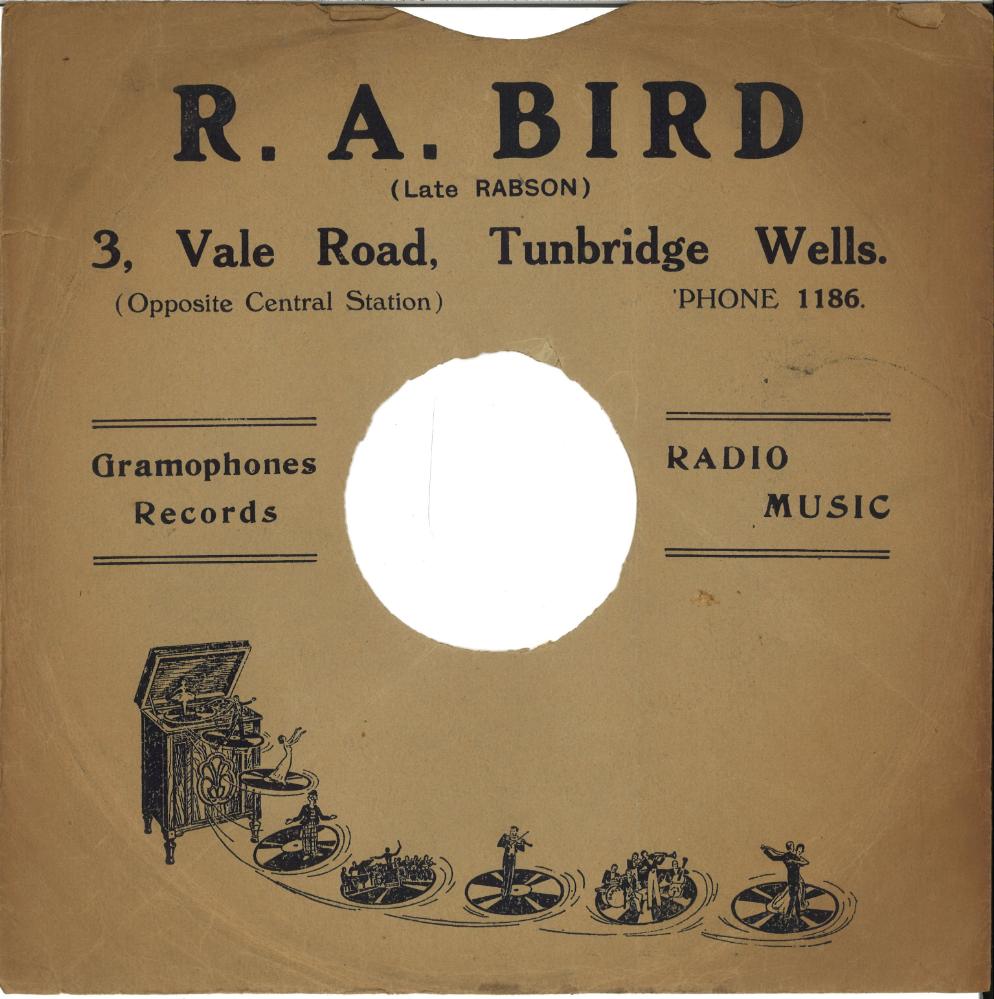 R. A. BIRD
(Late RABSON)
3, Vale Road, Tunbridge Wells.
(Opposite Central Station) 'PHONE 1186.
Gramophones
Records
RADIO
MUSIC